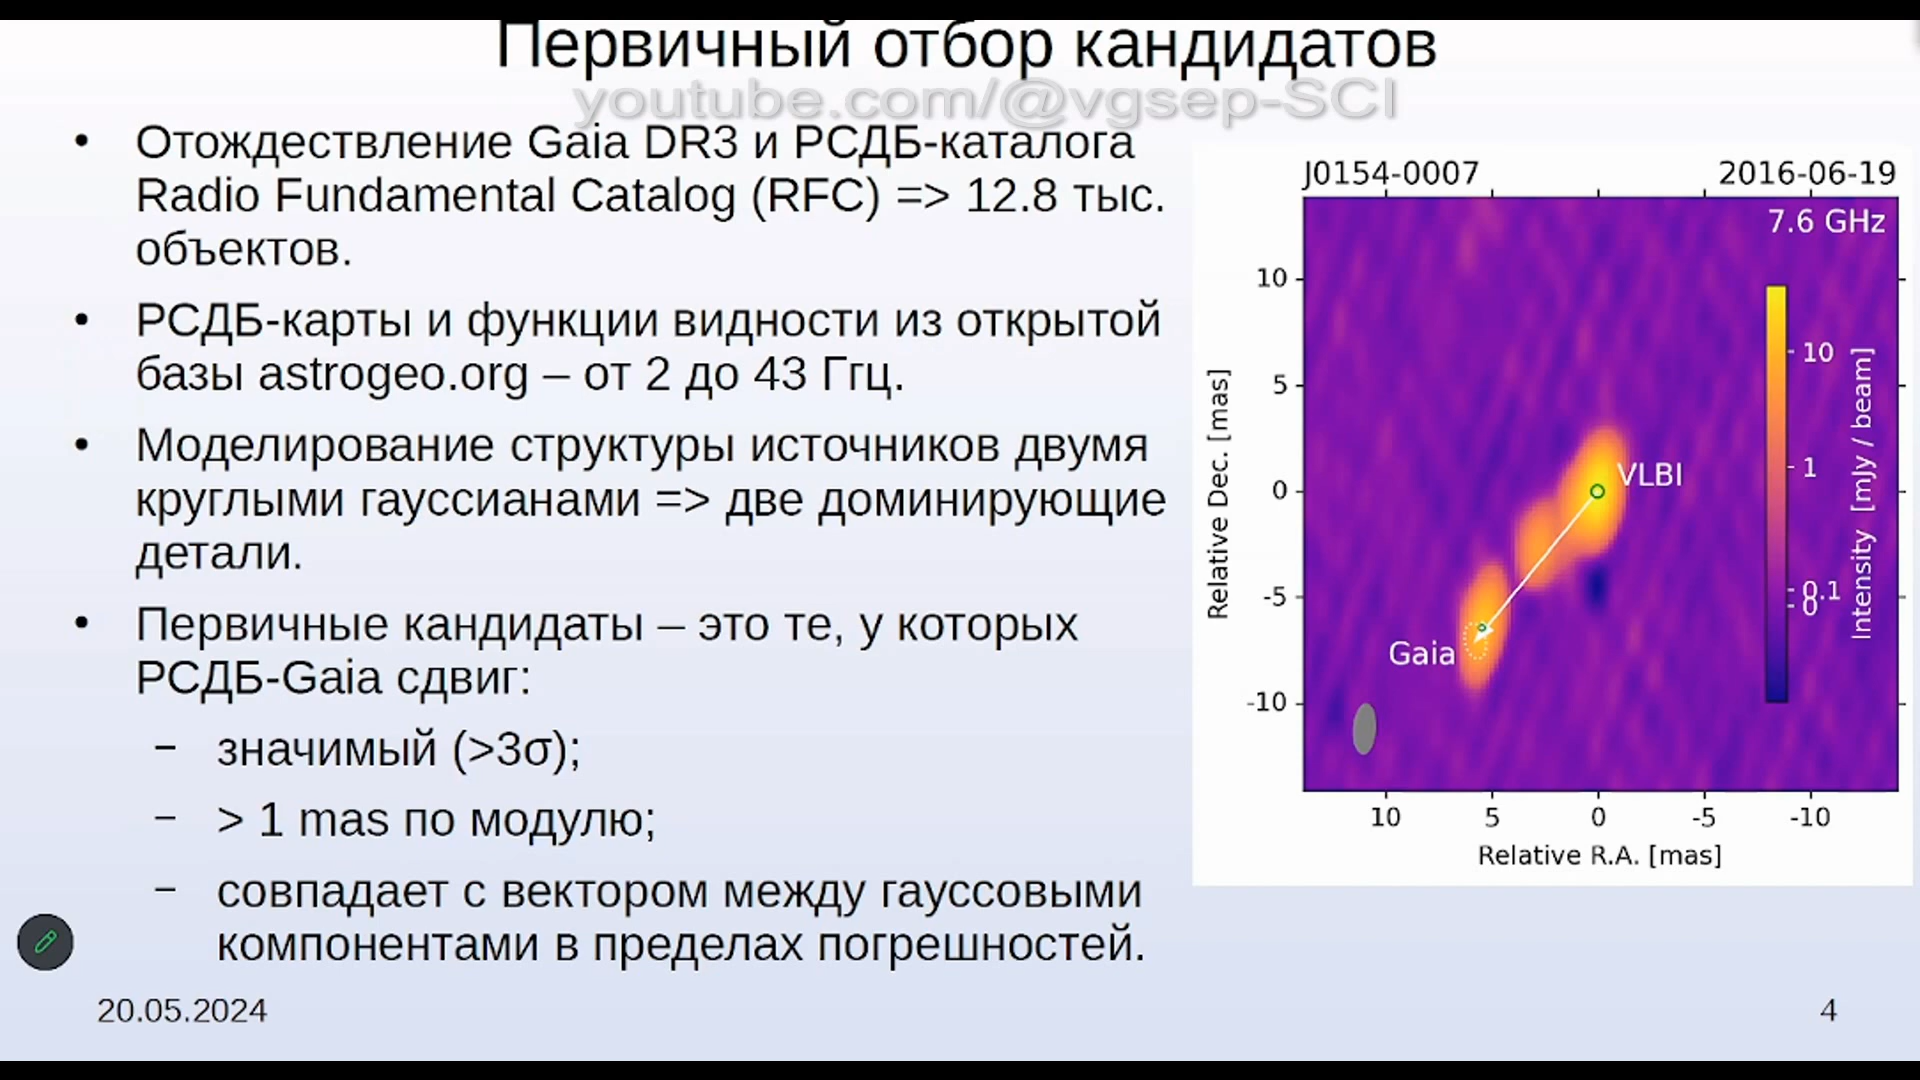 Первичный отбор кандидатов
youtube.com/@vgsep-SCI
• Отождествление Gaia DR3 и РСДБ-каталога
Radio Fundamental Catalog (RFC) => 12.8 тыс.
объектов.
• РСДБ-карты и функции видности из открытой
базы astrogeo.org – от 2 до 43 Ггц.
• Моделирование структуры источников двумя
круглыми гауссианами => две доминирующие
детали.
• Первичные кандидаты – это те, у которых
РСДБ-Gaia сдвиг:
– значимый (>3σ);
– > 1 mas по модулю;
– совпадает с вектором между гауссовыми
компонентами в пределах погрешностей.
J0154-0007 2016-06-19
7.6 GHz
10
5
0
-5
-10
Relative Dec. [mas]
VLBI
Gaia
10
1
0.1
0
Intensity [mJy / beam]
10 5 0 -5 -10
Relative R.A. [mas]
20.05.2024 4